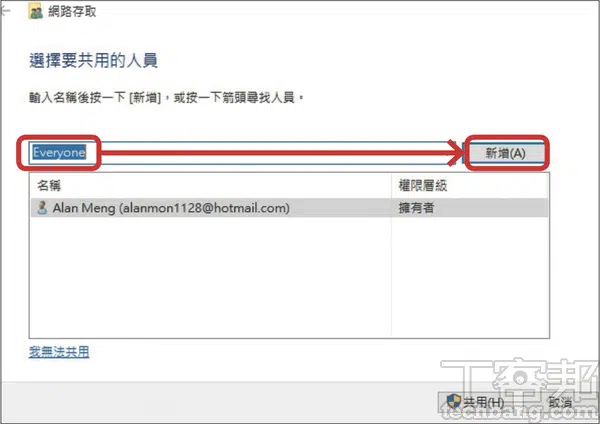 網路存取
選擇要共用的人員
輸入名稱後按一下 [新增]，或按一下箭頭尋找人員。
Everyone
新增(A)
名稱 權限層級
Alan Meng (alanmon1128@hotmail.com) 擁有者
我無法共用
T客邦
techbang.com
共用(H) 取消